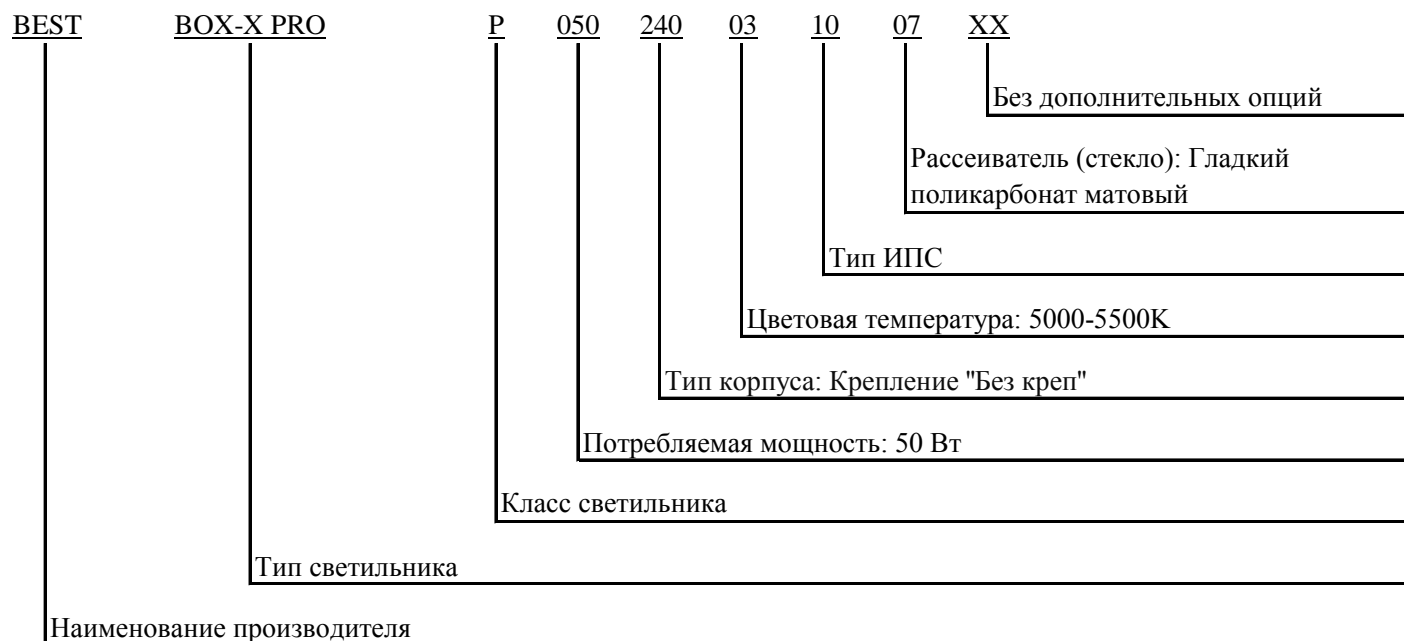 BEST BOX-X PRO P 050 240 03 10 07 XX
Без дополнительных опций
Рассеиватель (стекло): Гладкий
поликарбонат матовый
Тип ИПС
Цветовая температура: 5000-5500К
Тип корпуса: Крепление "Без креп"
Потребляемая мощность: 50 Вт
Класс светильника
Тип светильника
Наименование производителя